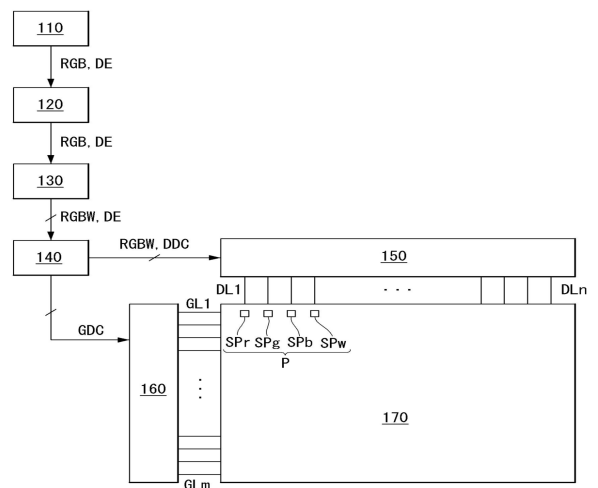 110
RGB, DE
120
RGB, DE
130
RGBW, DE
140
RGBW, DDC
150
DL1
. . .
DLn
GDC
GL1
SPr SPg SPb SPw
P
160
170
GLm